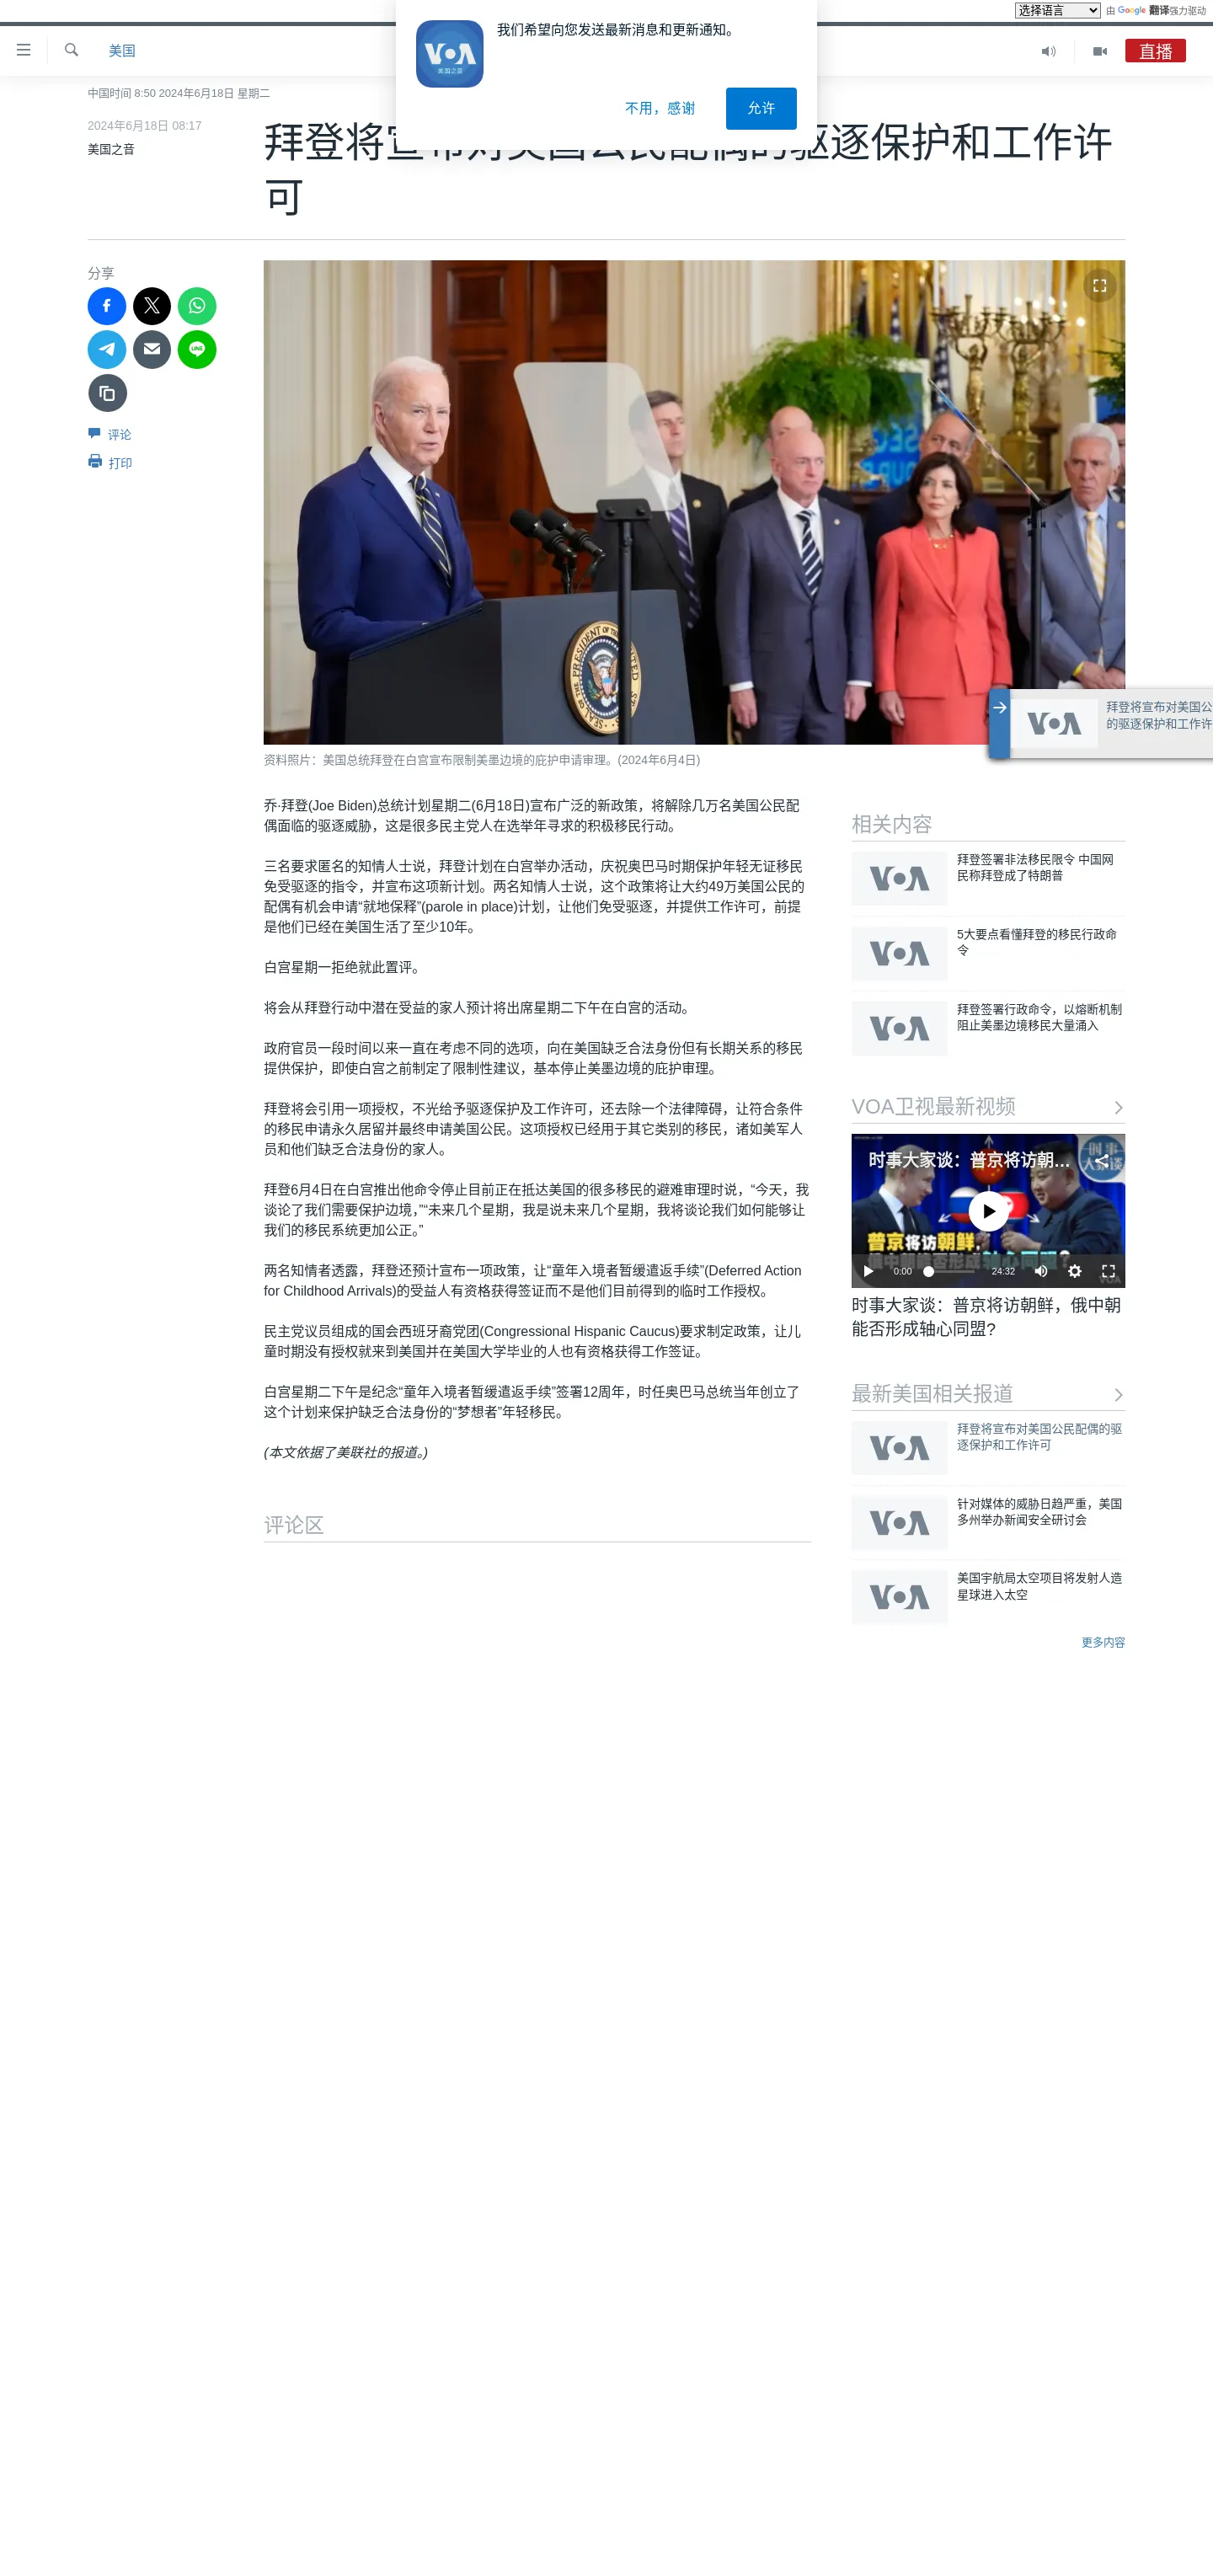 选择语言
由 Google 翻译强力驱动
我们希望向您发送最新消息和更新通知。
VOA
美国之音
不用，感谢
允许
美国
直播
中国时间 8:50 2024年6月18日 星期二
2024年6月18日 08:17
美国之音
拜登将宣布对美国公民配偶的驱逐保护和工作许
可
分享
LINE
评论
打印
资料照片：美国总统拜登在白宫宣布限制美墨边境的庇护申请审理。(2024年6月4日)
VOA
拜登将宣布对美国公
的驱逐保护和工作许
乔·拜登(Joe Biden)总统计划星期二(6月18日)宣布广泛的新政策，将解除几万名美国公民配
偶面临的驱逐威胁，这是很多民主党人在选举年寻求的积极移民行动。
三名要求匿名的知情人士说，拜登计划在白宫举办活动，庆祝奥巴马时期保护年轻无证移民
免受驱逐的指令，并宣布这项新计划。两名知情人士说，这个政策将让大约49万美国公民的
配偶有机会申请“就地保释”(parole in place)计划，让他们免受驱逐，并提供工作许可，前提
是他们已经在美国生活了至少10年。
白宫星期一拒绝就此置评。
将会从拜登行动中潜在受益的家人预计将出席星期二下午在白宫的活动。
政府官员一段时间以来一直在考虑不同的选项，向在美国缺乏合法身份但有长期关系的移民
提供保护，即使白宫之前制定了限制性建议，基本停止美墨边境的庇护审理。
拜登将会引用一项授权，不光给予驱逐保护及工作许可，还去除一个法律障碍，让符合条件
的移民申请永久居留并最终申请美国公民。这项授权已经用于其它类别的移民，诸如美军人
员和他们缺乏合法身份的家人。
拜登6月4日在白宫推出他命令停止目前正在抵达美国的很多移民的避难审理时说，“今天，我
谈论了我们需要保护边境，”“未来几个星期，我是说未来几个星期，我将谈论我们如何能够让
我们的移民系统更加公正。”
两名知情者透露，拜登还预计宣布一项政策，让“童年入境者暂缓遣返手续”(Deferred Action
for Childhood Arrivals)的受益人有资格获得签证而不是他们目前得到的临时工作授权。
民主党议员组成的国会西班牙裔党团(Congressional Hispanic Caucus)要求制定政策，让儿
童时期没有授权就来到美国并在美国大学毕业的人也有资格获得工作签证。
白宫星期二下午是纪念“童年入境者暂缓遣返手续”签署12周年，时任奥巴马总统当年创立了
这个计划来保护缺乏合法身份的“梦想者”年轻移民。
(本文依据了美联社的报道。)
评论区
相关内容
VOA
拜登签署非法移民限令 中国网
民称拜登成了特朗普
VOA
5大要点看懂拜登的移民行政命
令
VOA
拜登签署行政命令，以熔断机制
阻止美墨边境移民大量涌入
VOA卫视最新视频
时事大家谈：普京将访朝...
普京将访朝鲜，
0:00
24:32
时事大家谈：普京将访朝鲜，俄中朝
能否形成轴心同盟?
最新美国相关报道
VOA
拜登将宣布对美国公民配偶的驱
逐保护和工作许可
VOA
针对媒体的威胁日趋严重，美国
多州举办新闻安全研讨会
VOA
美国宇航局太空项目将发射人造
星球进入太空
更多内容